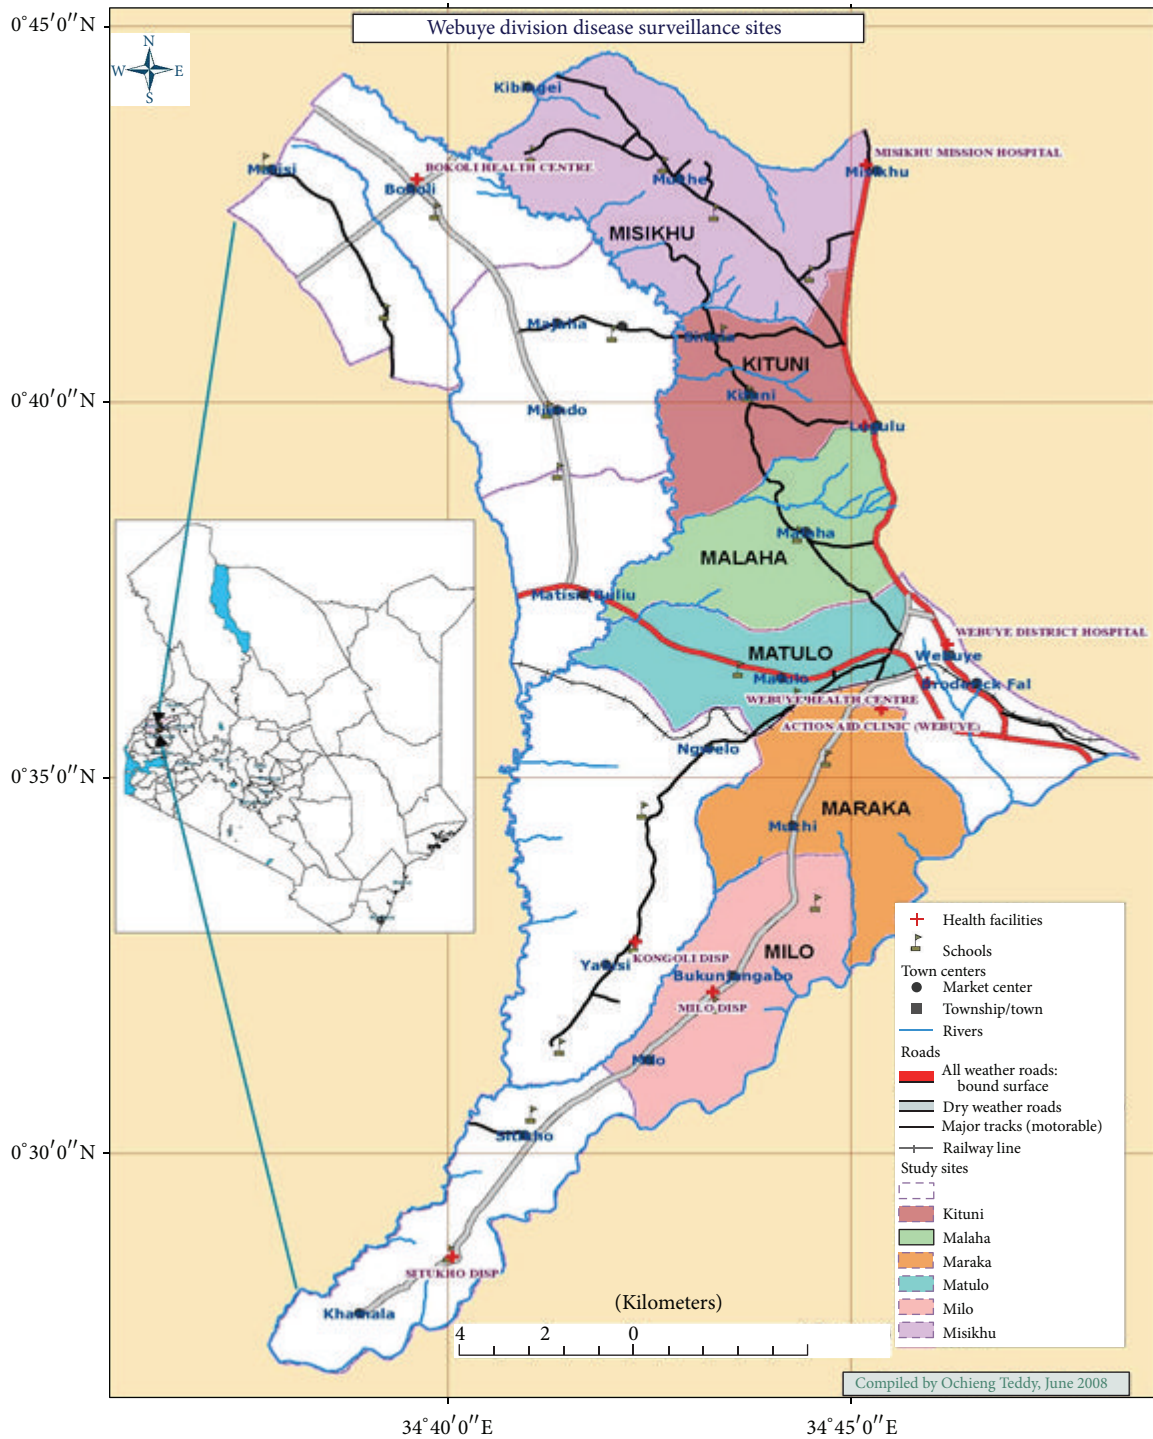 Webuye division disease surveillance sites
0°45′0″N
N
W
E
S
Kibingei
MISIKHU MISSION HOSPITAL
Misikhu
BOKOLI HEALTH CENTRE
Bokoli
MISIKHU
KITUNI
Kituni
0°40′0″N
Lugulu
Malaha
MALAHA
MATULO
Matulo
WEBUYE DISTRICT HOSPITAL
Webuye
Broderick Fal
WEBUYE HEALTH CENTRE
ACTION AID CLINIC (WEBUYE)
0°35′0″N
MARAKA
Muchi
MILO
KONGOLI DISP
MILO DISP
Milo
0°30′0″N
Sitikho
SITUKHO DISP
Health facilities
Schools
Town centers
Market center
Township/town
Rivers
Roads
All weather roads:
bound surface
Dry weather roads
Major tracks (motorable)
Railway line
Study sites
Kituni
Malaha
Maraka
Matulo
Milo
Misikhu
(Kilometers)
4 2 0
Compiled by Ochieng Teddy, June 2008
34°40′0″E
34°45′0″E